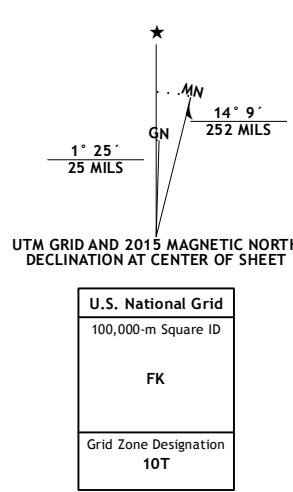 ★
MN
GN
14° 9´
252 MILS
1° 25´
25 MILS
UTM GRID AND 2015 MAGNETIC NORTH
DECLINATION AT CENTER OF SHEET
U.S. National Grid
100,000-m Square ID
FK
Grid Zone Designation
10T